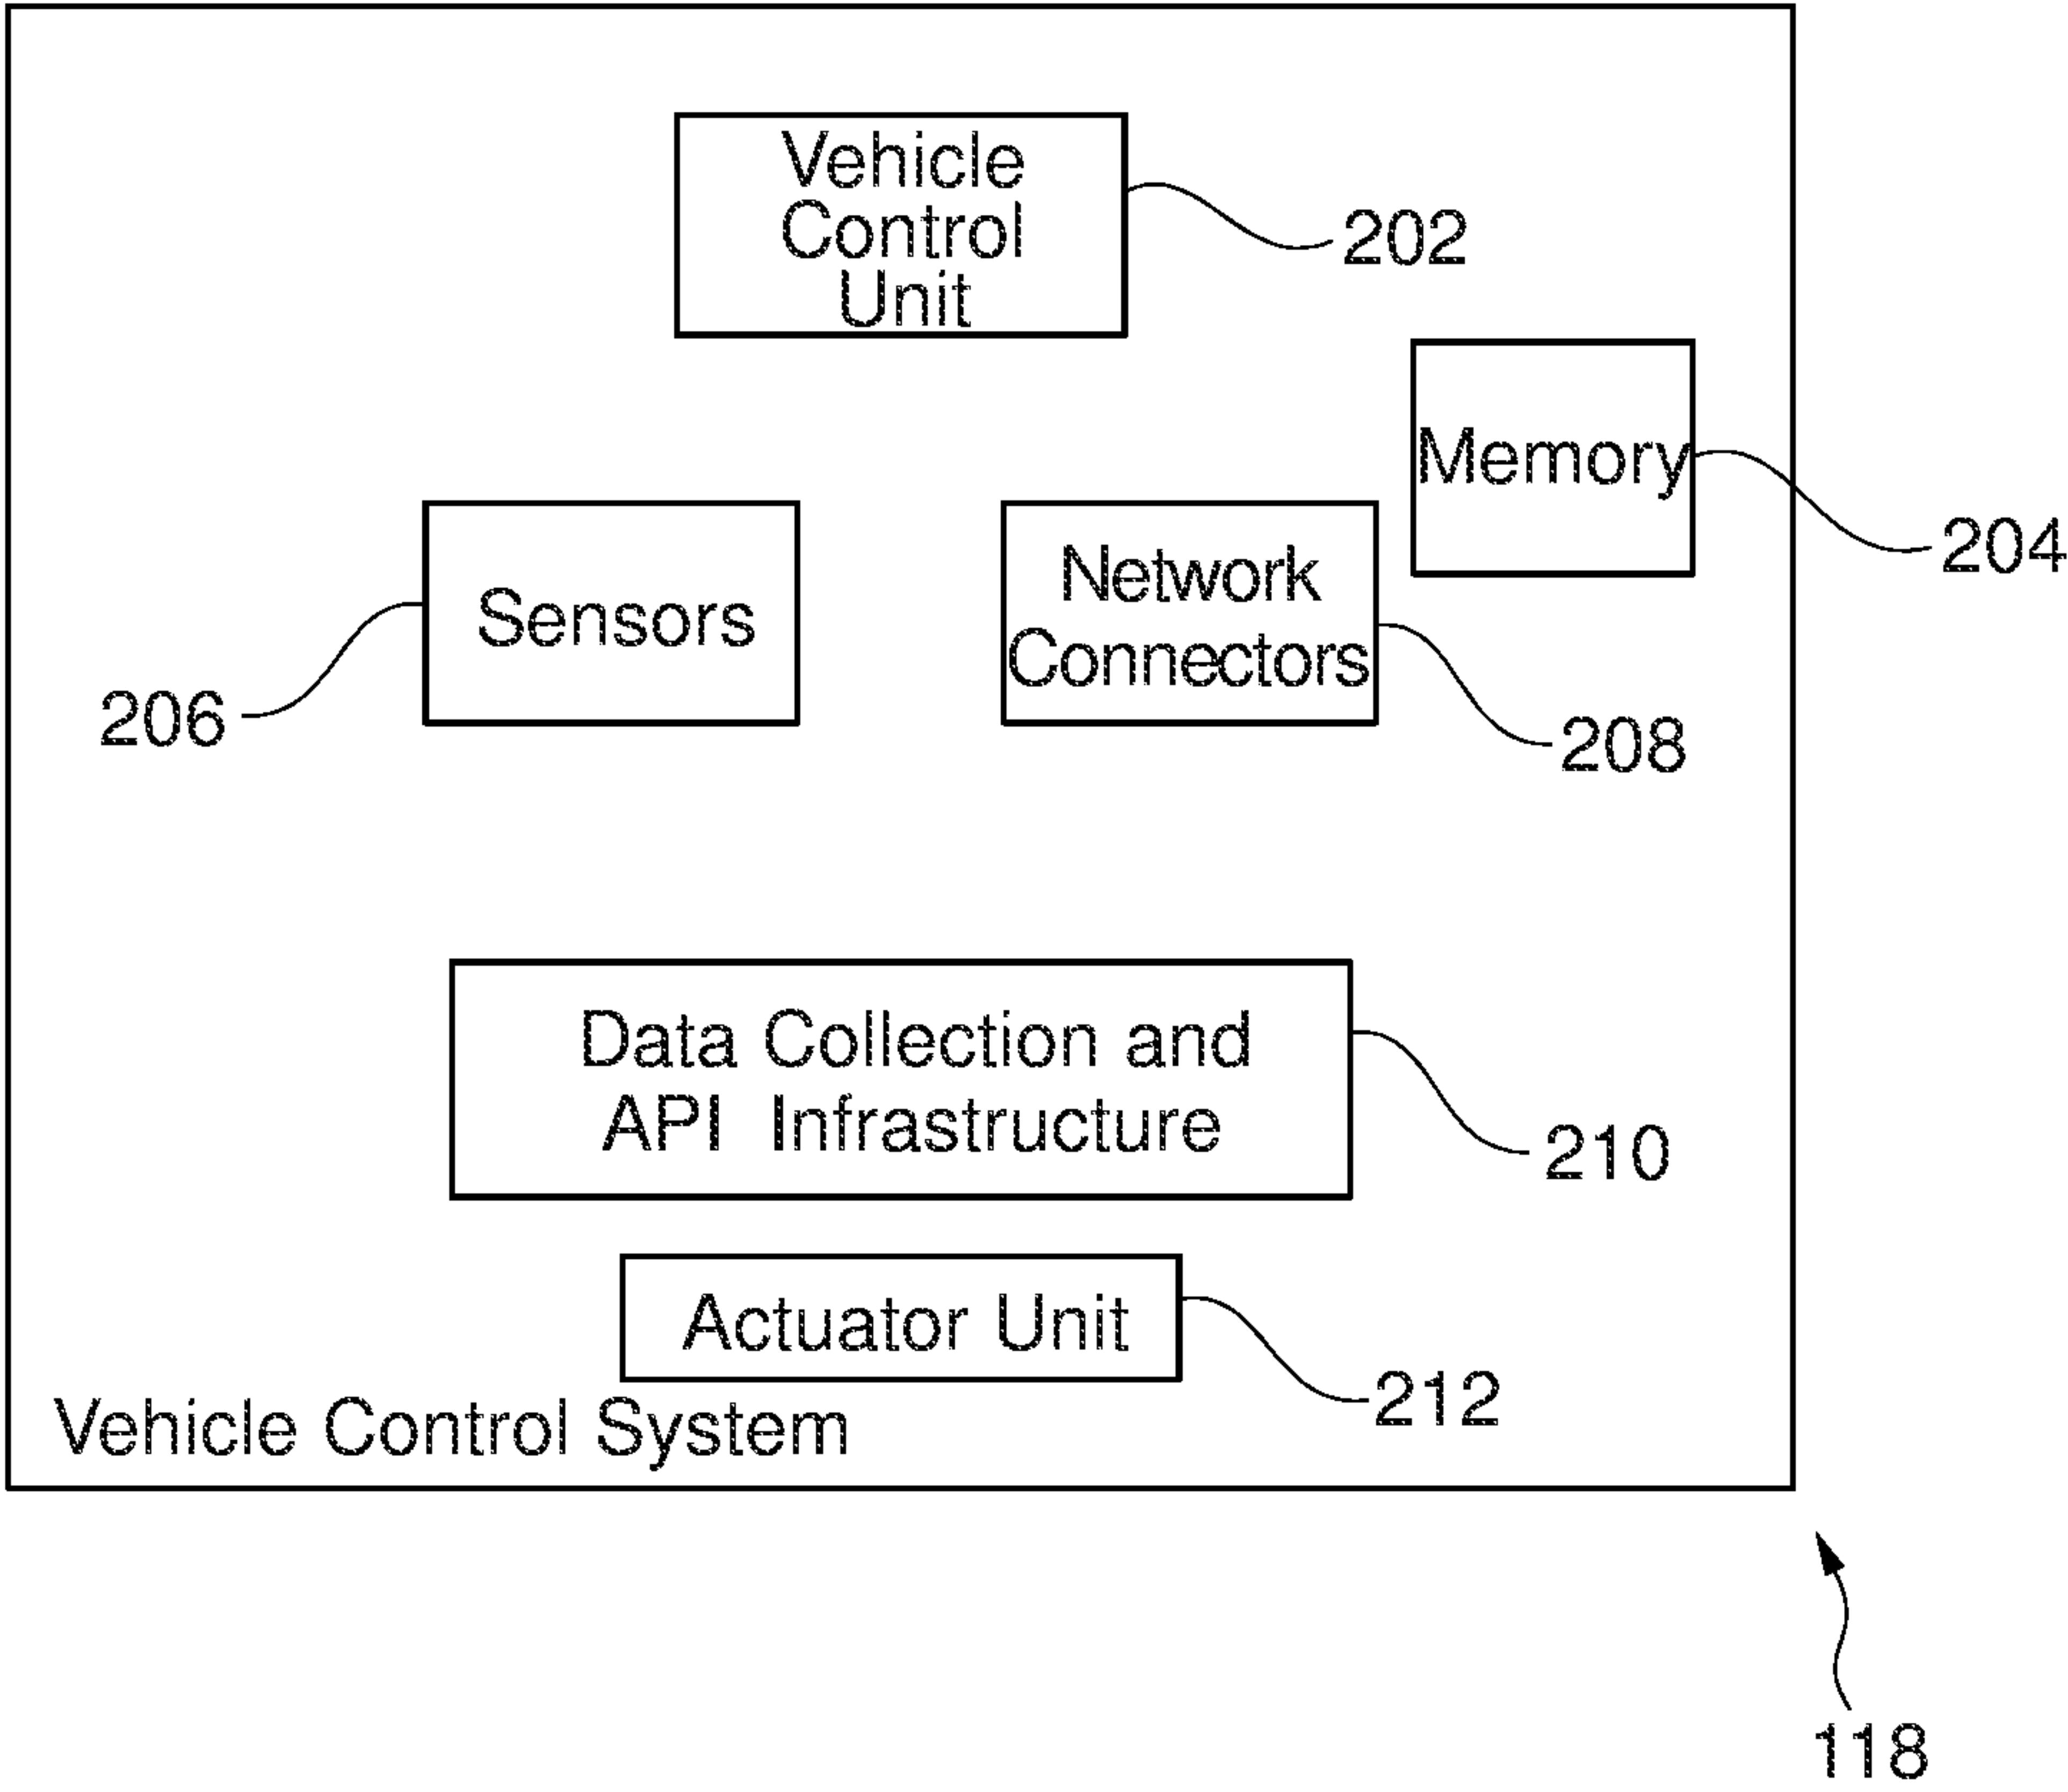 Vehicle
Control
Unit
202
Memory
204
Sensors
206
Network
Connectors
208
Data Collection and
API Infrastructure
210
Actuator Unit
212
Vehicle Control System
118